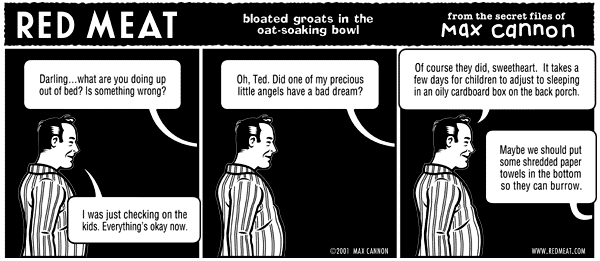 RED MEAT
bloated groats in the
oat-soaking bowl
from the secret files of
max cannon
Darling...what are you doing up
out of bed? Is something wrong?
I was just checking on the
kids. Everything's okay now.
Oh, Ted. Did one of my precious
little angels have a bad dream?
©2001 MAX CANNON
Of course they did, sweetheart. It takes a
few days for children to adjust to sleeping
in an oily cardboard box on the back porch.
Maybe we should put
some shredded paper
towels in the bottom
so they can burrow.
WWW.REDMEAT.COM